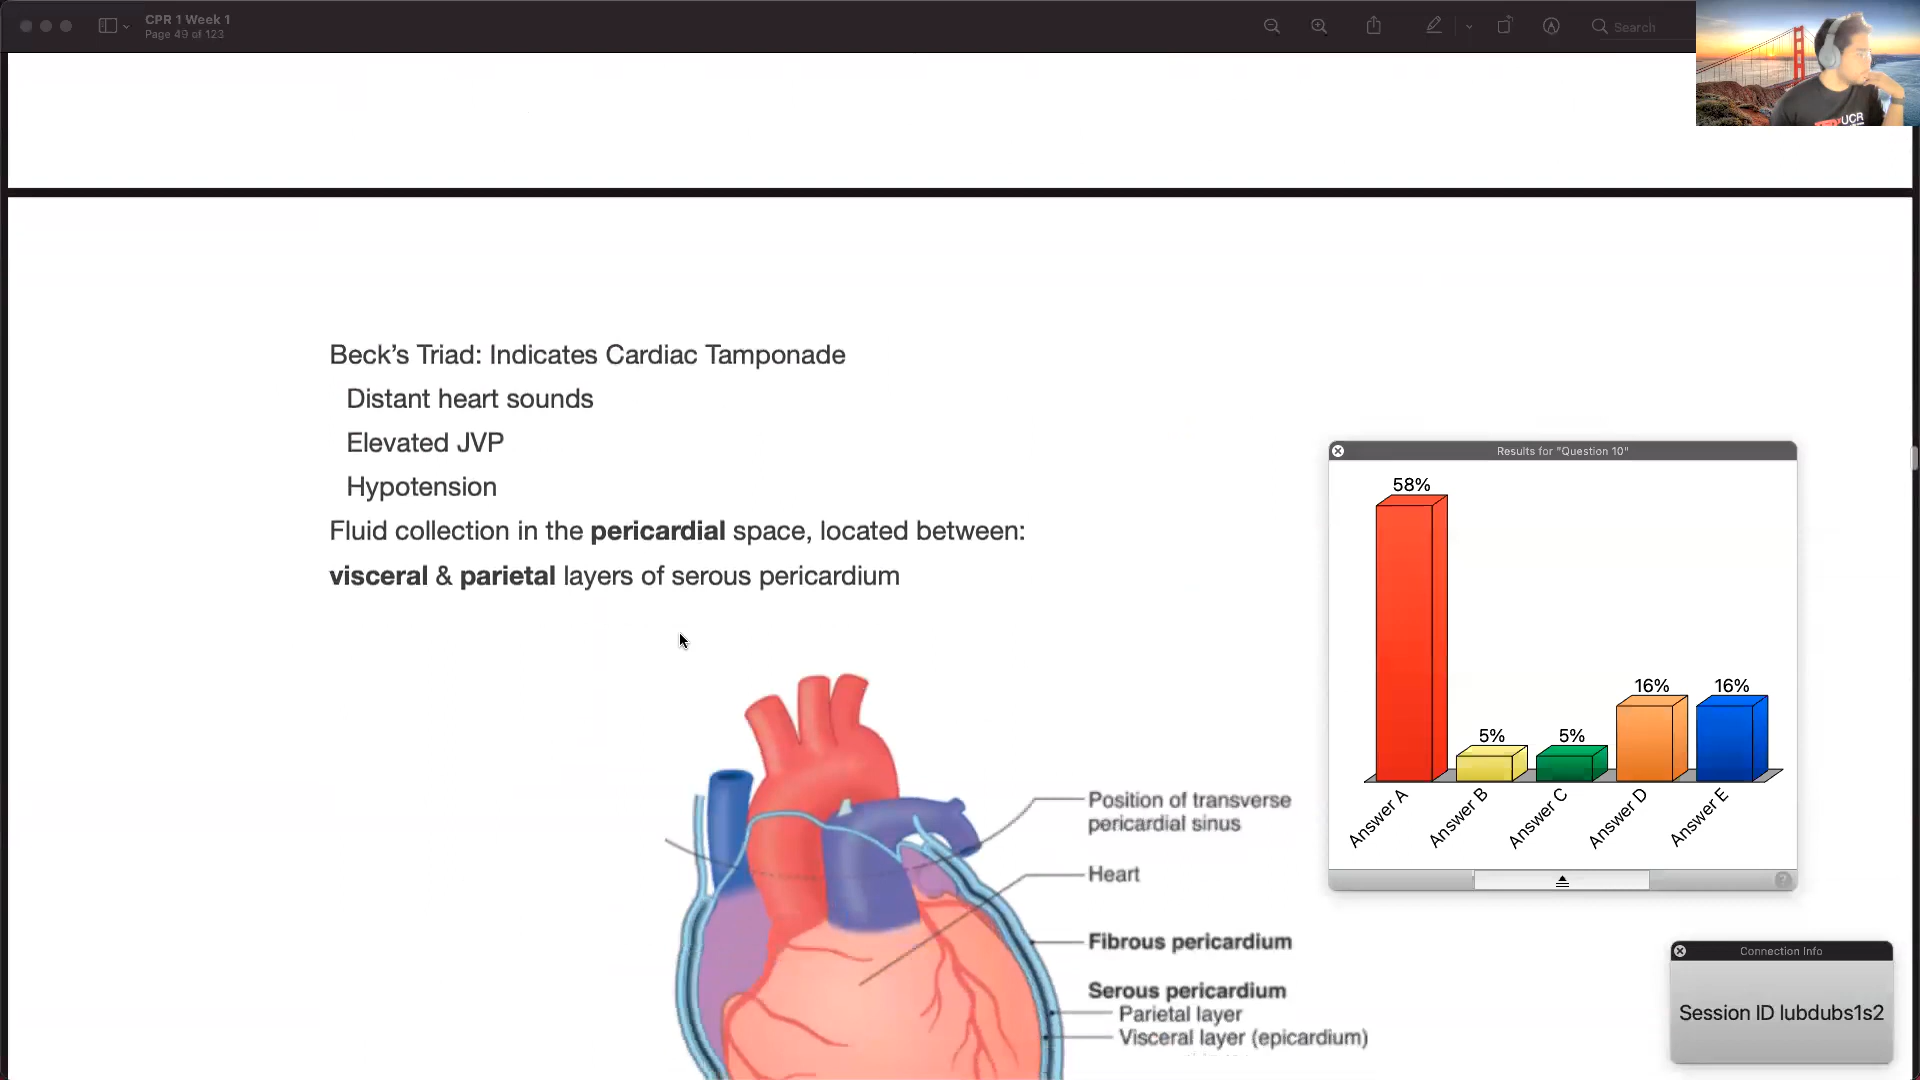 CPR 1 Week 1
Page 49 of 123
Search
UCR
Beck's Triad: Indicates Cardiac Tamponade
Distant heart sounds
Elevated JVP
Hypotension
Fluid collection in the pericardial space, located between:
visceral & parietal layers of serous pericardium
Position of transverse
pericardial sinus
Heart
Fibrous pericardium
Serous pericardium
Parietal layer
Visceral layer (epicardium)
Results for "Question 10"
58%
5%
5%
16%
16%
Answer A
Answer B
Answer C
Answer D
Answer E
?
Connection Info
Session ID lubdubs1s2